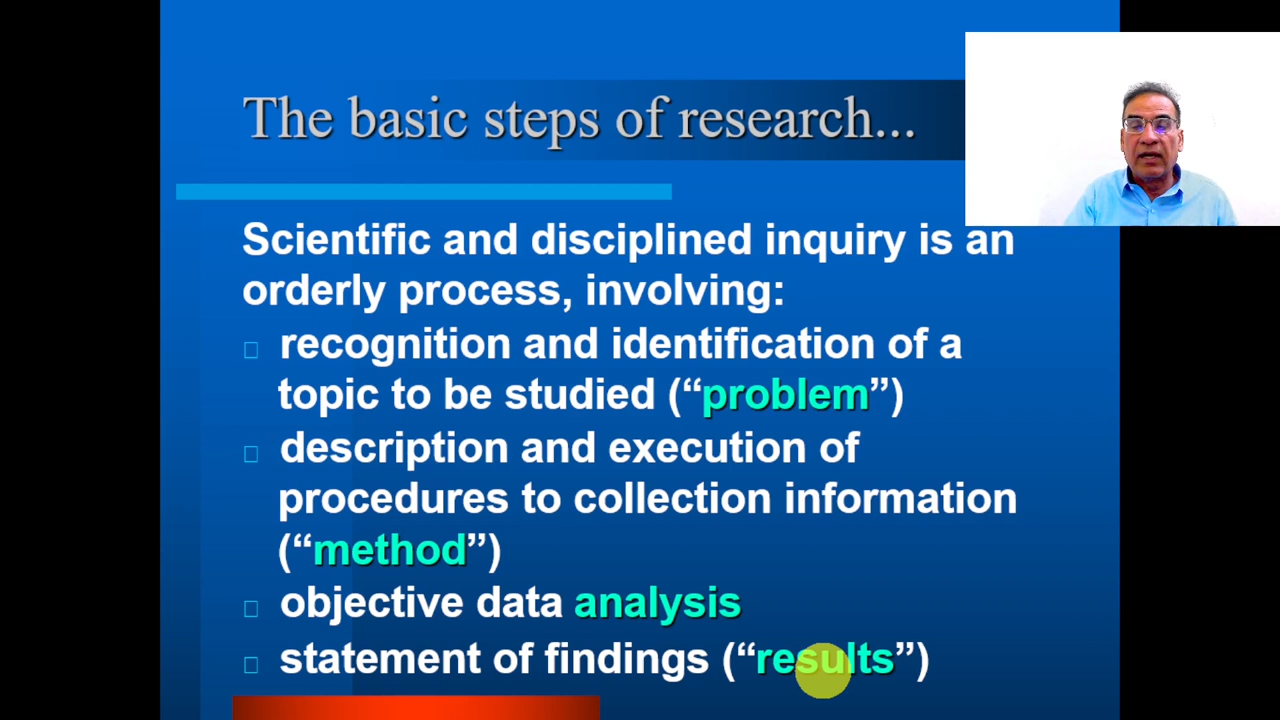 The basic steps of research...
Scientific and disciplined inquiry is an
orderly process, involving:
recognition and identification of a
topic to be studied (“problem”)
description and execution of
procedures to collection information
(“method”)
objective data analysis
statement of findings (“results”)